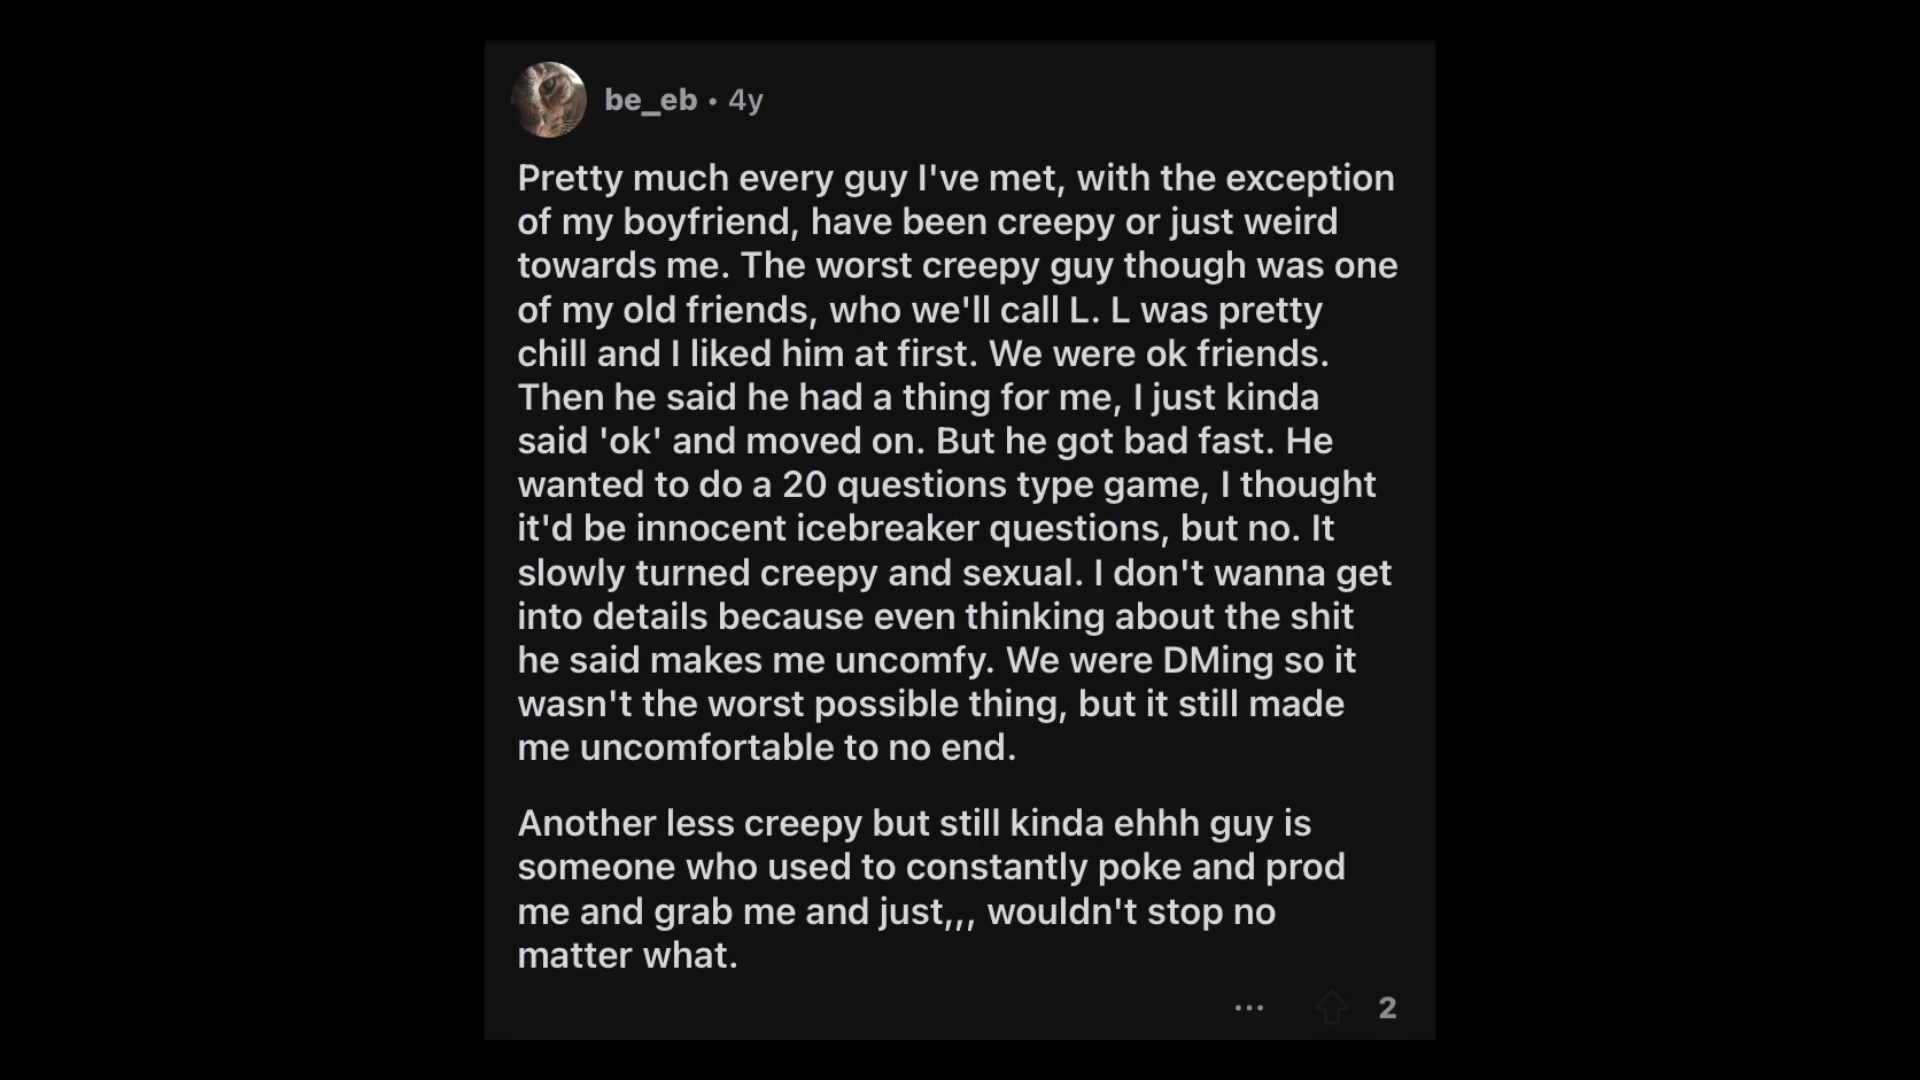 be_eb • 4y
Pretty much every guy I've met, with the exception
of my boyfriend, have been creepy or just weird
towards me. The worst creepy guy though was one
of my old friends, who we'll call L. L was pretty
chill and I liked him at first. We were ok friends.
Then he said he had a thing for me, I just kinda
said 'ok' and moved on. But he got bad fast. He
wanted to do a 20 questions type game, I thought
it'd be innocent icebreaker questions, but no. It
slowly turned creepy and sexual. I don't wanna get
into details because even thinking about the shit
he said makes me uncomfy. We were DMing so it
wasn't the worst possible thing, but it still made
me uncomfortable to no end.
Another less creepy but still kinda ehhh guy is
someone who used to constantly poke and prod
me and grab me and just,,, wouldn't stop no
matter what.
... 2